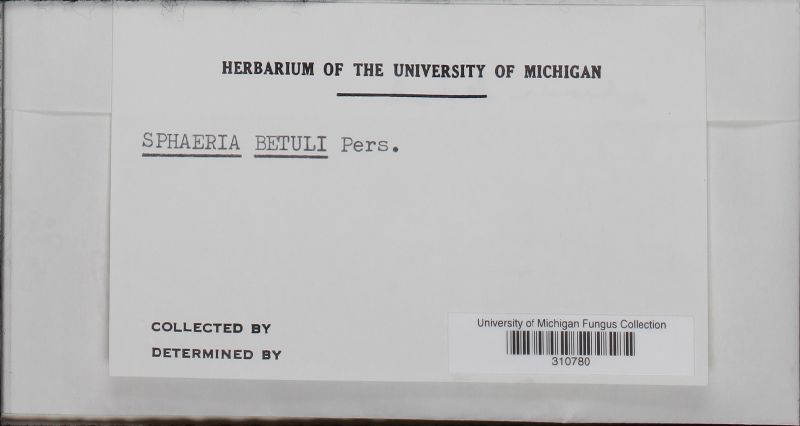 HERBARIUM OF THE UNIVERSITY OF MICHIGAN
SPHAERIA BETULI Pers.
COLLECTED BY
DETERMINED BY
University of Michigan Fungus Collection
310780